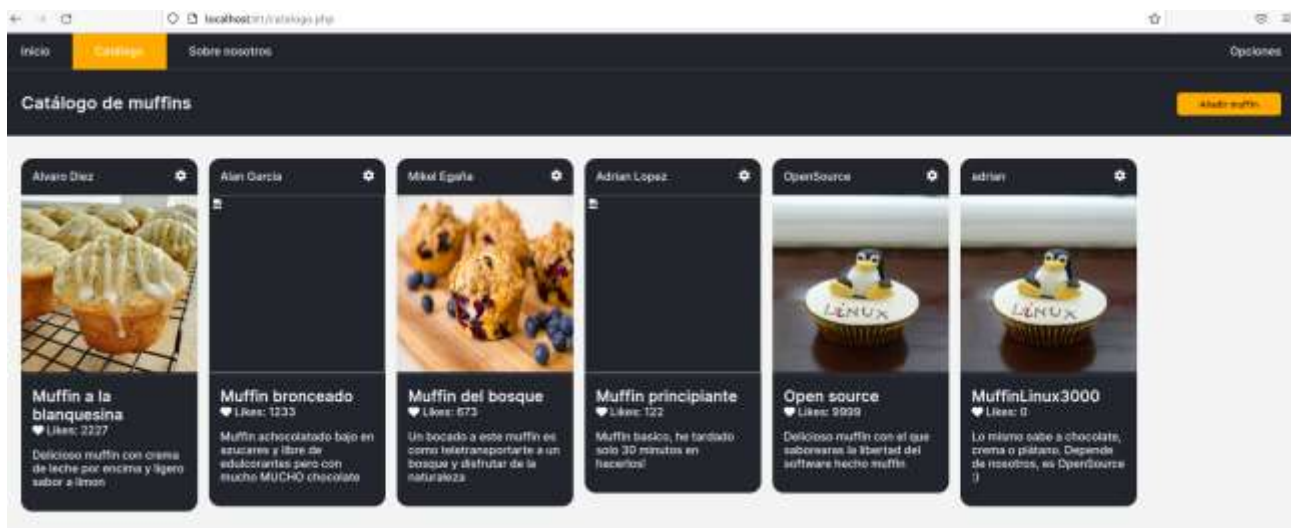 localhost:81/catalogo.php
Inicio Catálogo Sobre nosotros Opciones
Catálogo de muffins
Añadir muffin
Alvaro Diez
Muffin a la
blanquesina
Likes: 2227
Delicioso muffin con crema
de leche por encima y ligero
sabor a limon
Alan Garcia
Muffin bronceado
Likes: 1233
Muffin achocolatado bajo en
azucares y libre de
edulcorantes pero con
mucho MUCHO chocolate
Mikel Egaña
Muffin del bosque
Likes: 673
Un bocado a este muffin es
como teletransportarte a un
bosque y disfrutar de la
naturaleza
Adrian Lopez
Muffin principiante
Likes: 122
Muffin basico, he tardado
solo 30 minutos en
hacerlos!
OpenSource
LINUX
Open source
Likes: 9999
Delicioso muffin con el que
saborearas la libertad del
software hecho muffin
adrian
LINUX
MuffinLinux3000
Likes: 0
Lo mismo sabe a chocolate,
crema o plátano. Depende
de nosotros, es OpenSource
:)